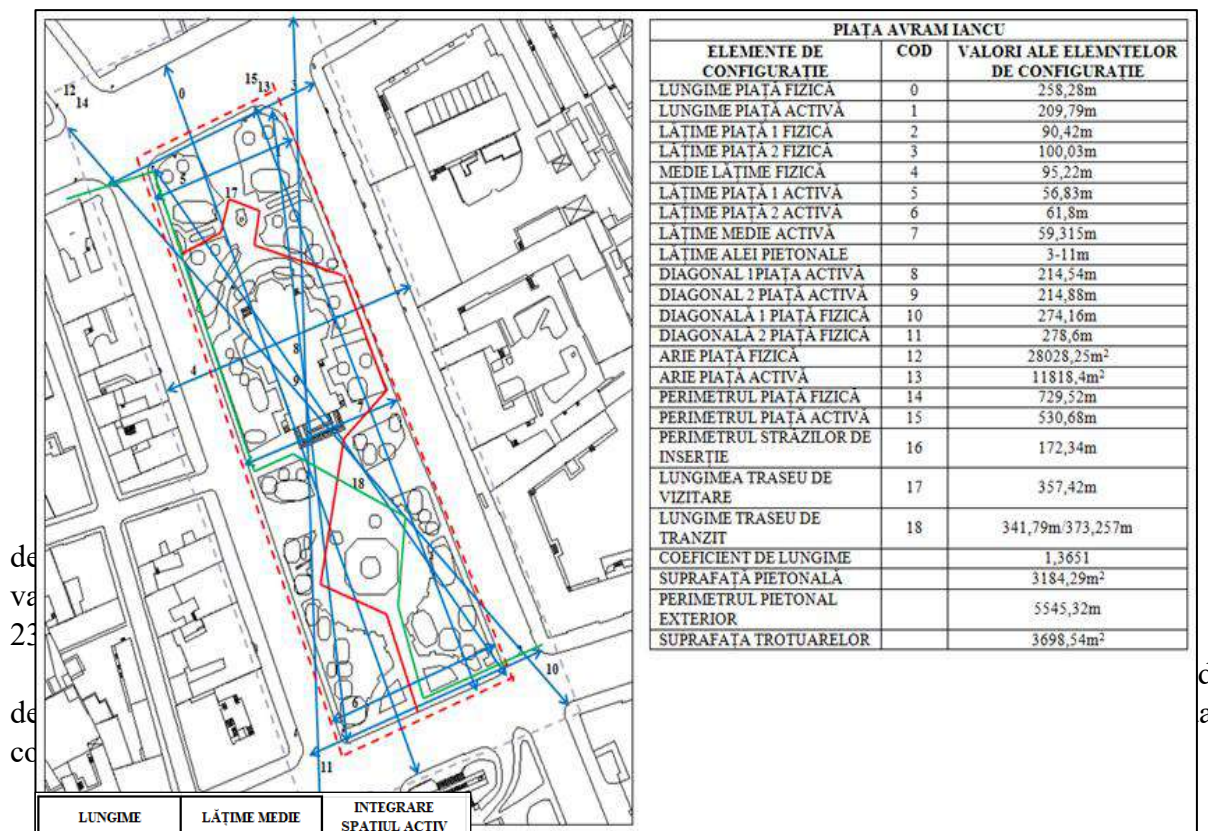 PIAȚA AVRAM IANCU
ELEMENTE DE CONFIGURAȚIE COD VALORI ALE ELEMNTELOR DE CONFIGURAȚIE
LUNGIME PIAȚĂ FIZICĂ 0 258,28m
LUNGIME PIAȚĂ ACTIVĂ 1 209,79m
LĂȚIME PIAȚĂ 1 FIZICĂ 2 90,42m
LĂȚIME PIAȚĂ 2 FIZICĂ 3 100,03m
MEDIE LĂȚIME FIZICĂ 4 95,22m
LĂȚIME PIAȚĂ 1 ACTIVĂ 5 56,83m
LĂȚIME PIAȚĂ 2 ACTIVĂ 6 61,8m
LĂȚIME MEDIE ACTIVĂ 7 59,315m
LĂȚIME ALEI PIETONALE 3-11m
DIAGONAL 1PIAȚA ACTIVĂ 8 214,54m
DIAGONAL 2 PIAȚĂ ACTIVĂ 9 214,88m
DIAGONALĂ 1 PIAȚĂ FIZICĂ 10 274,16m
DIAGONALĂ 2 PIAȚĂ FIZICĂ 11 278,6m
ARIE PIAȚĂ FIZICĂ 12 28028,25m²
ARIE PIAȚĂ ACTIVĂ 13 11818,4m²
PERIMETRUL PIAȚĂ FIZICĂ 14 729,52m
PERIMETRUL PIAȚĂ ACTIVĂ 15 530,68m
PERIMETRUL STRĂZILOR DE INSERȚIE 16 172,34m
LUNGIMEA TRASEU DE VIZITARE 17 357,42m
LUNGIME TRASEU DE TRANZIT 18 341,79m/373,257m
COEFICIENT DE LUNGIME 1,3651
SUPRAFAȚĂ PIETONALĂ 3184,29m²
PERIMETRUL PIETONAL EXTERIOR 5545,32m
SUPRAFAȚA TROTUARELOR 3698,54m²
12
14
0
15
13
3
1
5
17
8
4
9
7
18
2
6
10
11
de
va
23
d
de
a
co
LUNGIME LĂȚIME MEDIE INTEGRARE
SPAȚIUL ACTIV